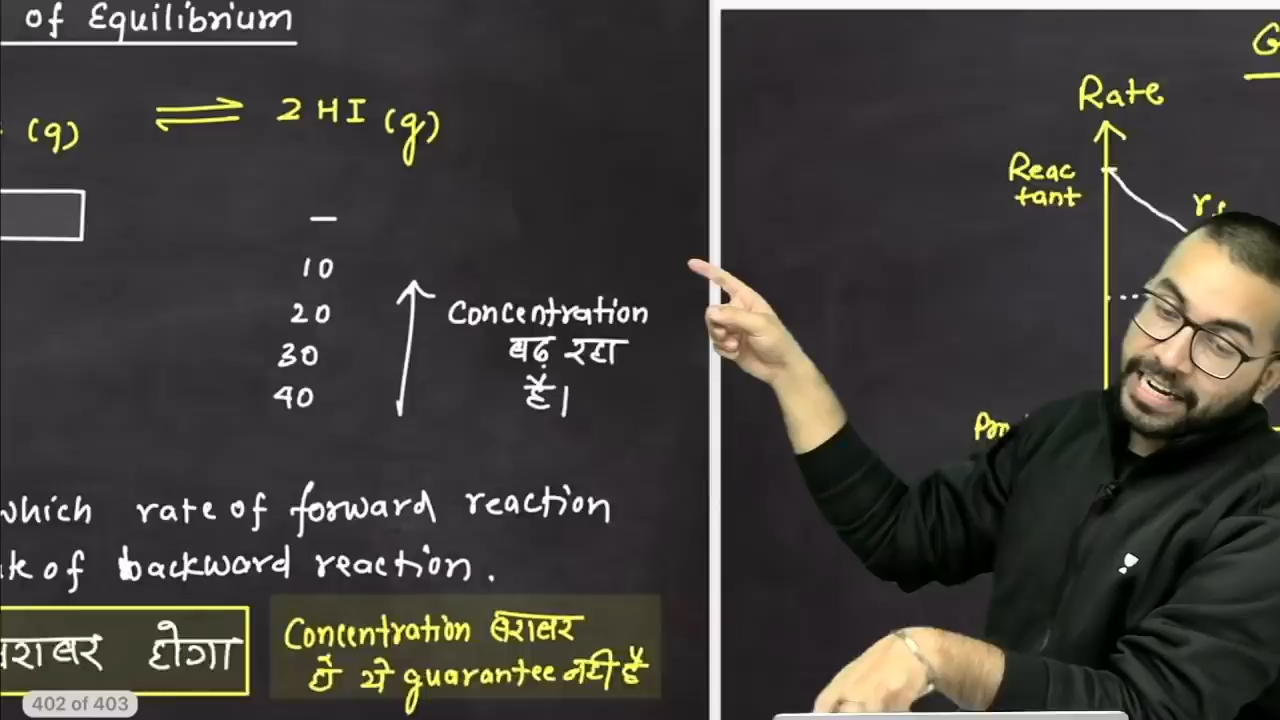 of Equilibrium
(g) ⇌ 2 HI (g)
—
10
20
30
40
Concentration
बढ़ रहा
है।
which rate of forward reaction
of backward reaction.
बराबर होगा
Concentration बराबर
है ये guarantee नहीं है
402 of 403
G
Rate
Reac
tant